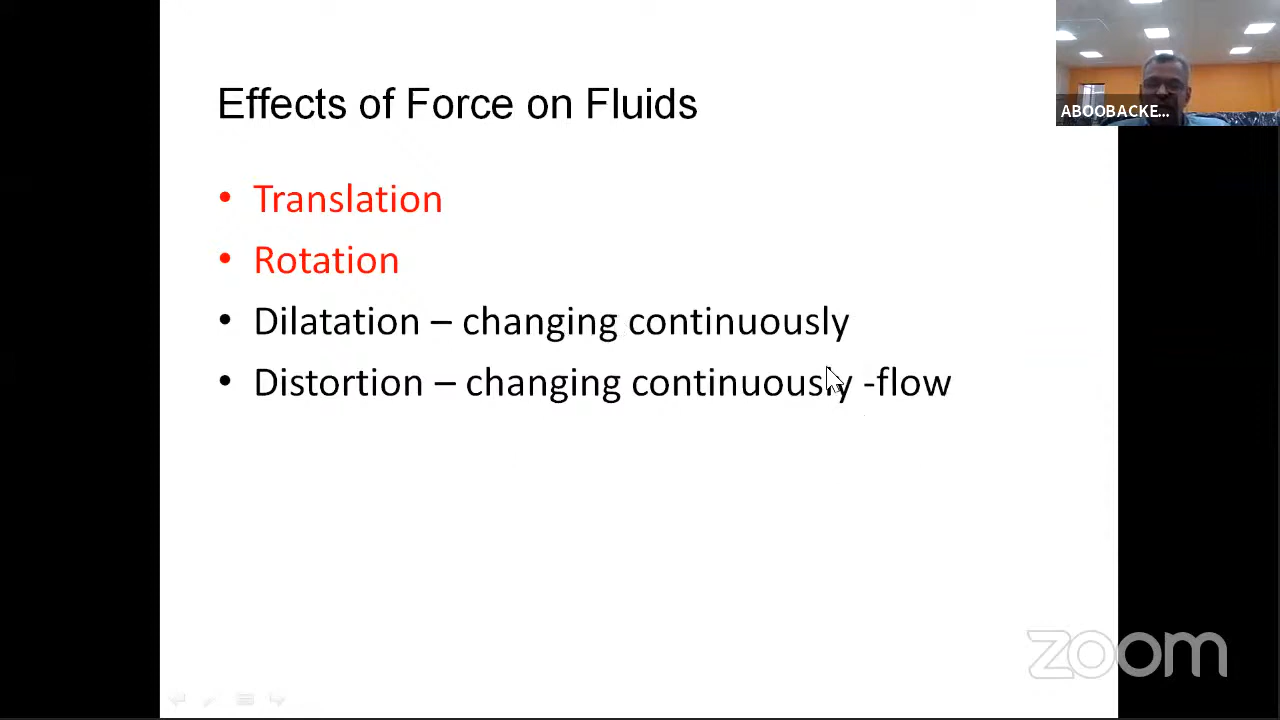 ABOOBACKE...
Effects of Force on Fluids
• Translation
• Rotation
• Dilatation – changing continuously
• Distortion – changing continuously -flow
zoom